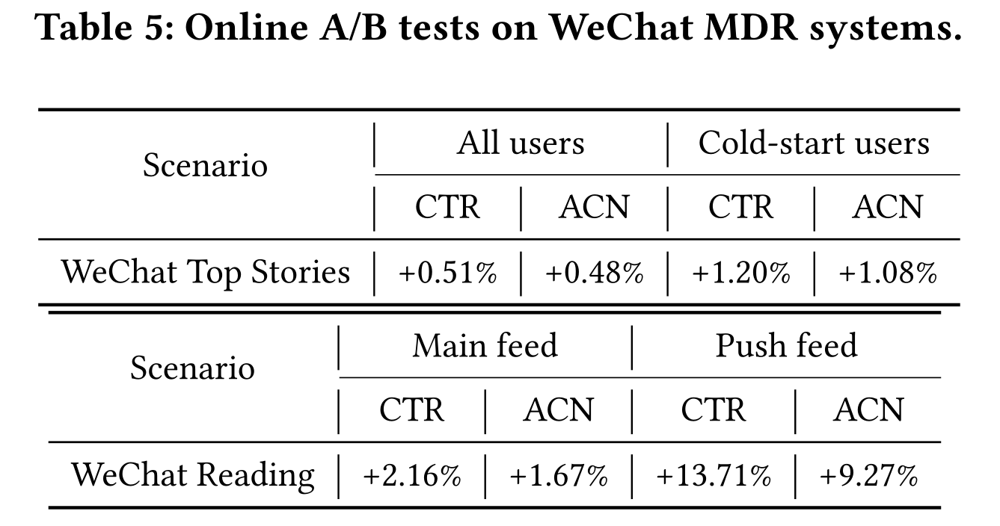 Table 5: Online A/B tests on WeChat MDR systems.
Scenario All users Cold-start users
CTR ACN CTR ACN
WeChat Top Stories +0.51% +0.48% +1.20% +1.08%
Scenario Main feed Push feed
CTR ACN CTR ACN
WeChat Reading +2.16% +1.67% +13.71% +9.27%